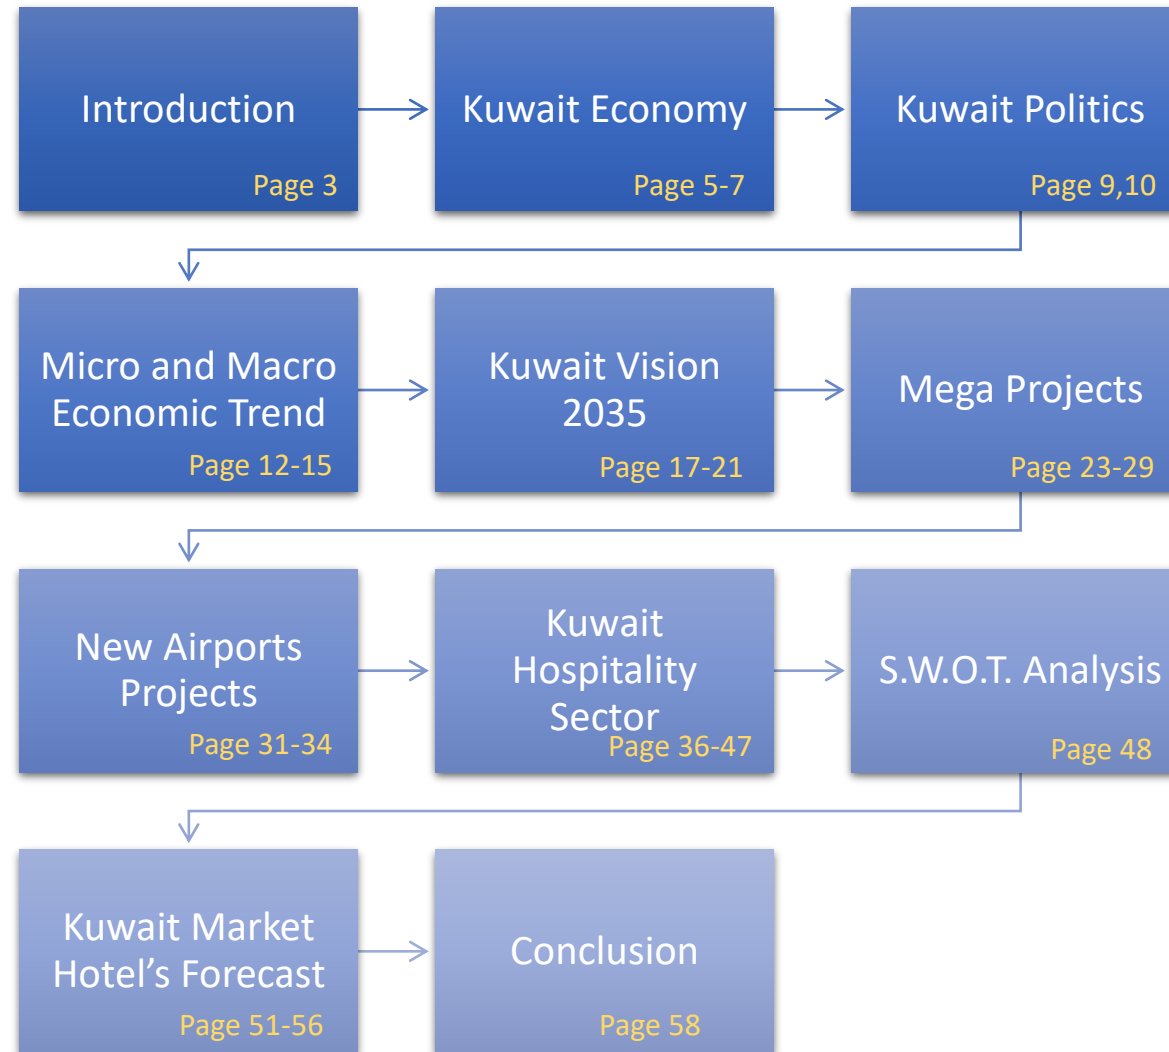 Introduction
Page 3
Kuwait Economy
Page 5-7
Kuwait Politics
Page 9,10
Micro and Macro
Economic Trend
Page 12-15
Kuwait Vision
2035
Page 17-21
Mega Projects
Page 23-29
New Airports
Projects
Page 31-34
Kuwait
Hospitality
Sector
Page 36-47
S.W.O.T. Analysis
Page 48
Kuwait Market
Hotel’s Forecast
Page 51-56
Conclusion
Page 58